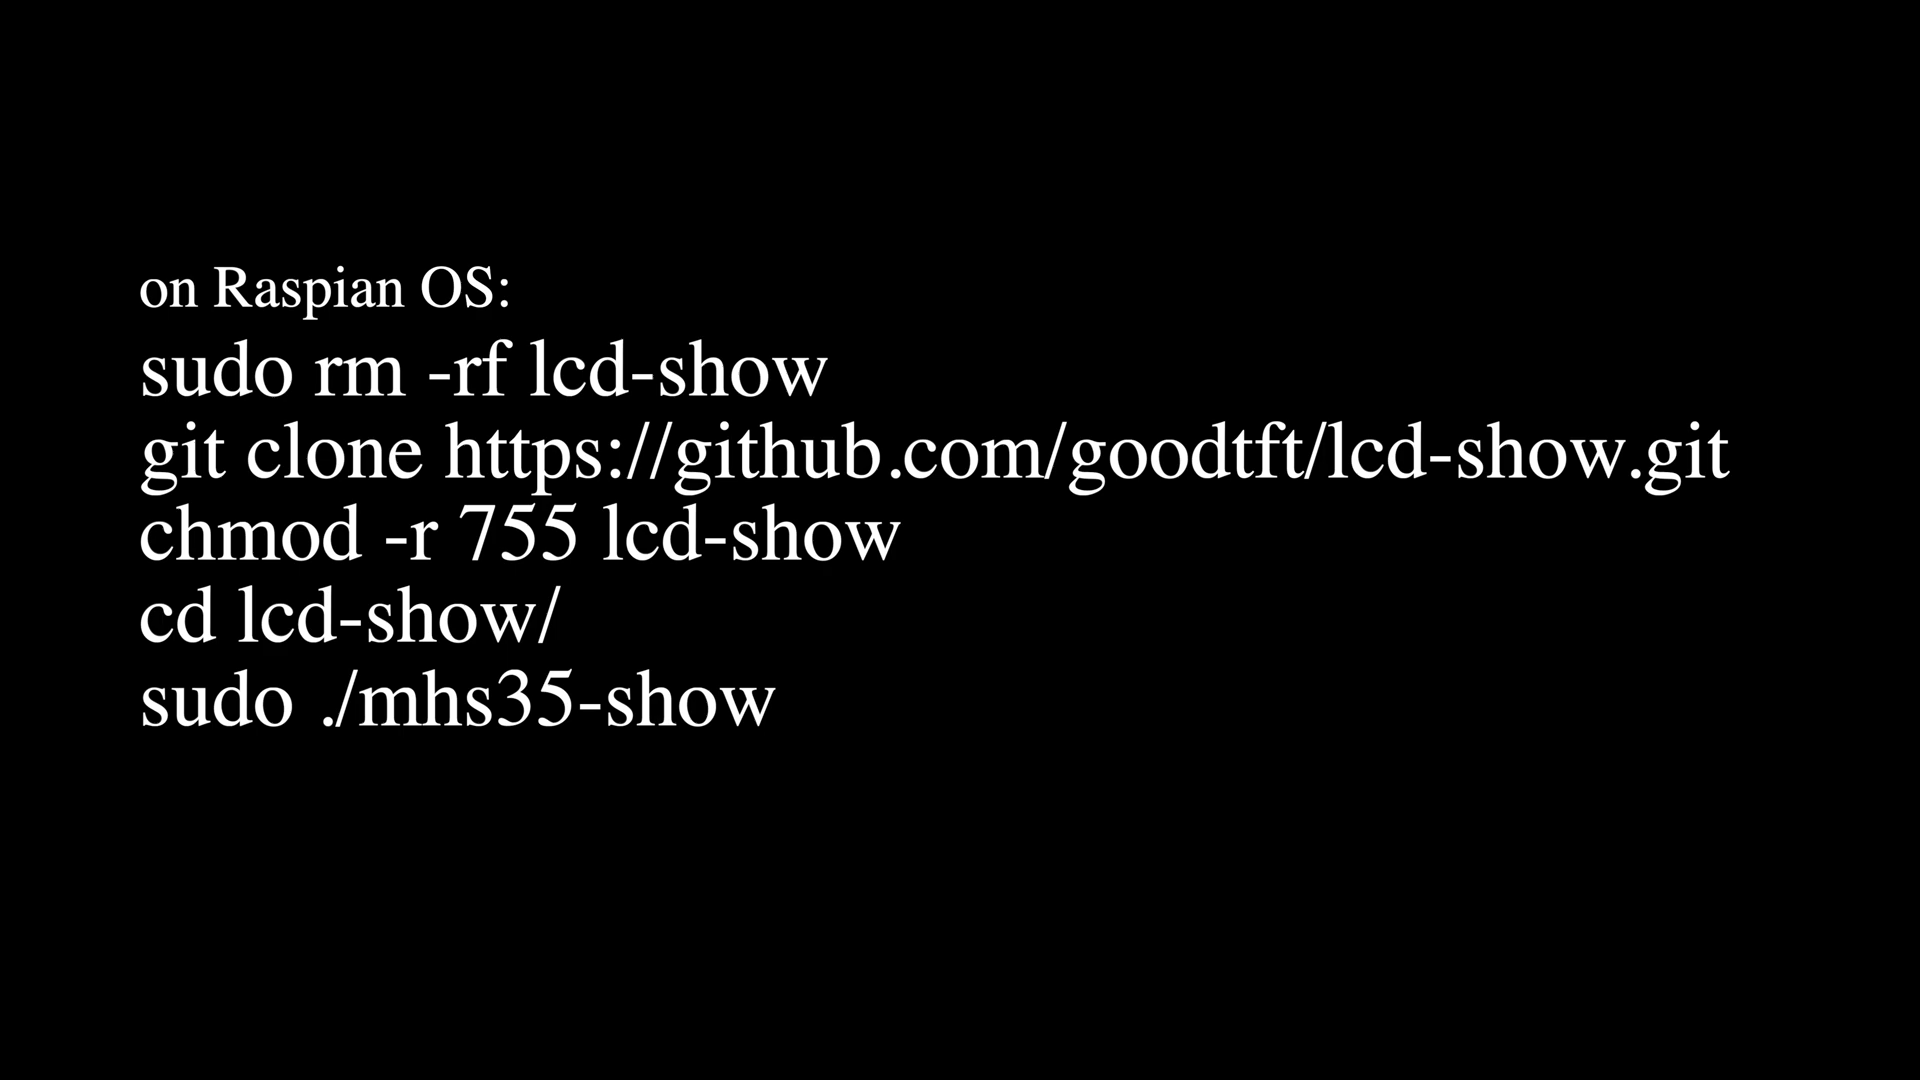 on Raspian OS:
sudo rm -rf lcd-show
git clone https://github.com/goodtft/lcd-show.git
chmod -r 755 lcd-show
cd lcd-show/
sudo ./mhs35-show